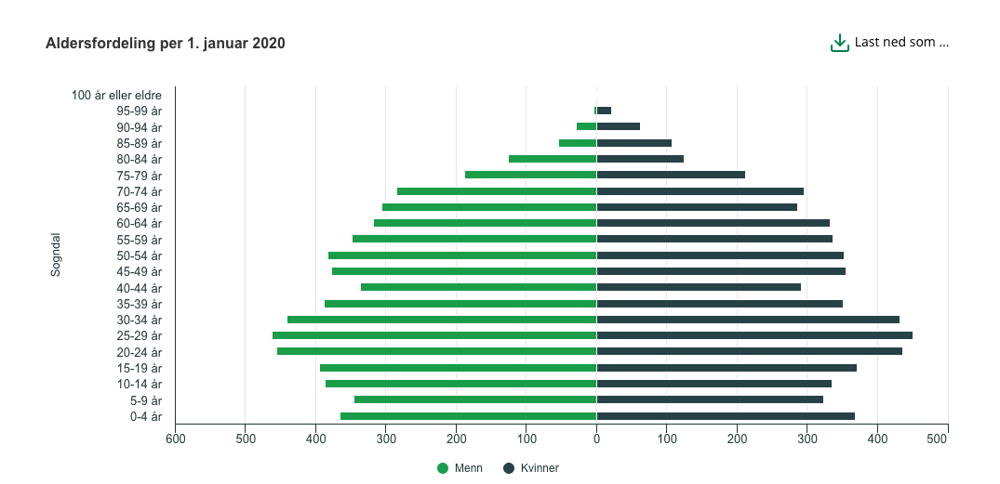 Aldersfordeling per 1. januar 2020
Last ned som ...
Sogndal
100 år eller eldre
95-99 år
90-94 år
85-89 år
80-84 år
75-79 år
70-74 år
65-69 år
60-64 år
55-59 år
50-54 år
45-49 år
40-44 år
35-39 år
30-34 år
25-29 år
20-24 år
15-19 år
10-14 år
5-9 år
0-4 år
600 500 400 300 200 100 0 100 200 300 400 500
Menn Kvinner